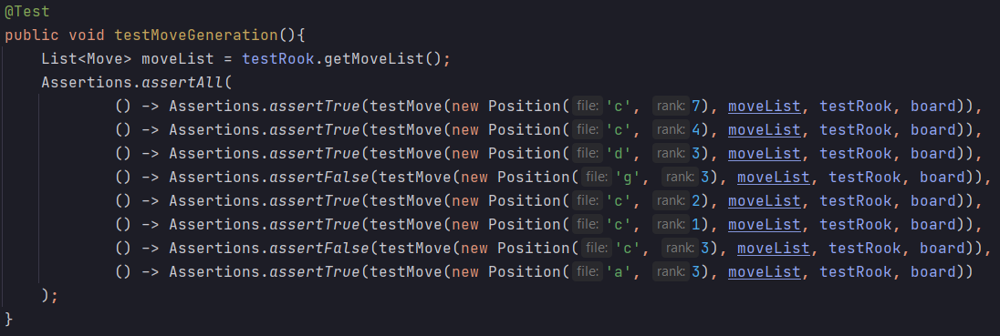 @Test
public void testMoveGeneration(){
List<Move> moveList = testRook.getMoveList();
Assertions.assertAll(
() -> Assertions.assertTrue(testMove(new Position( file: 'c', rank: 7), moveList, testRook, board)),
() -> Assertions.assertTrue(testMove(new Position( file: 'c', rank: 4), moveList, testRook, board)),
() -> Assertions.assertTrue(testMove(new Position( file: 'd', rank: 3), moveList, testRook, board)),
() -> Assertions.assertFalse(testMove(new Position( file: 'g', rank: 3), moveList, testRook, board)),
() -> Assertions.assertTrue(testMove(new Position( file: 'c', rank: 2), moveList, testRook, board)),
() -> Assertions.assertTrue(testMove(new Position( file: 'c', rank: 1), moveList, testRook, board)),
() -> Assertions.assertFalse(testMove(new Position( file: 'c', rank: 3), moveList, testRook, board)),
() -> Assertions.assertTrue(testMove(new Position( file: 'a', rank: 3), moveList, testRook, board))
);
}